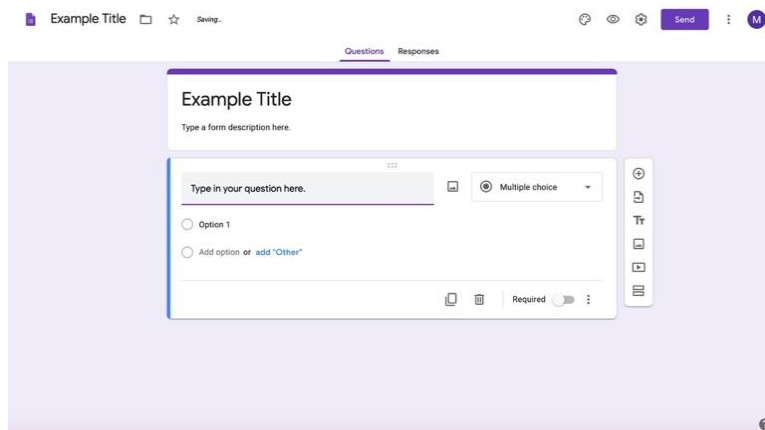 Example Title
Saving...
Send
M
Questions Responses
Example Title
Type a form description here.
Type in your question here.
Multiple choice
Option 1
Add option or add "Other"
Required
Tт